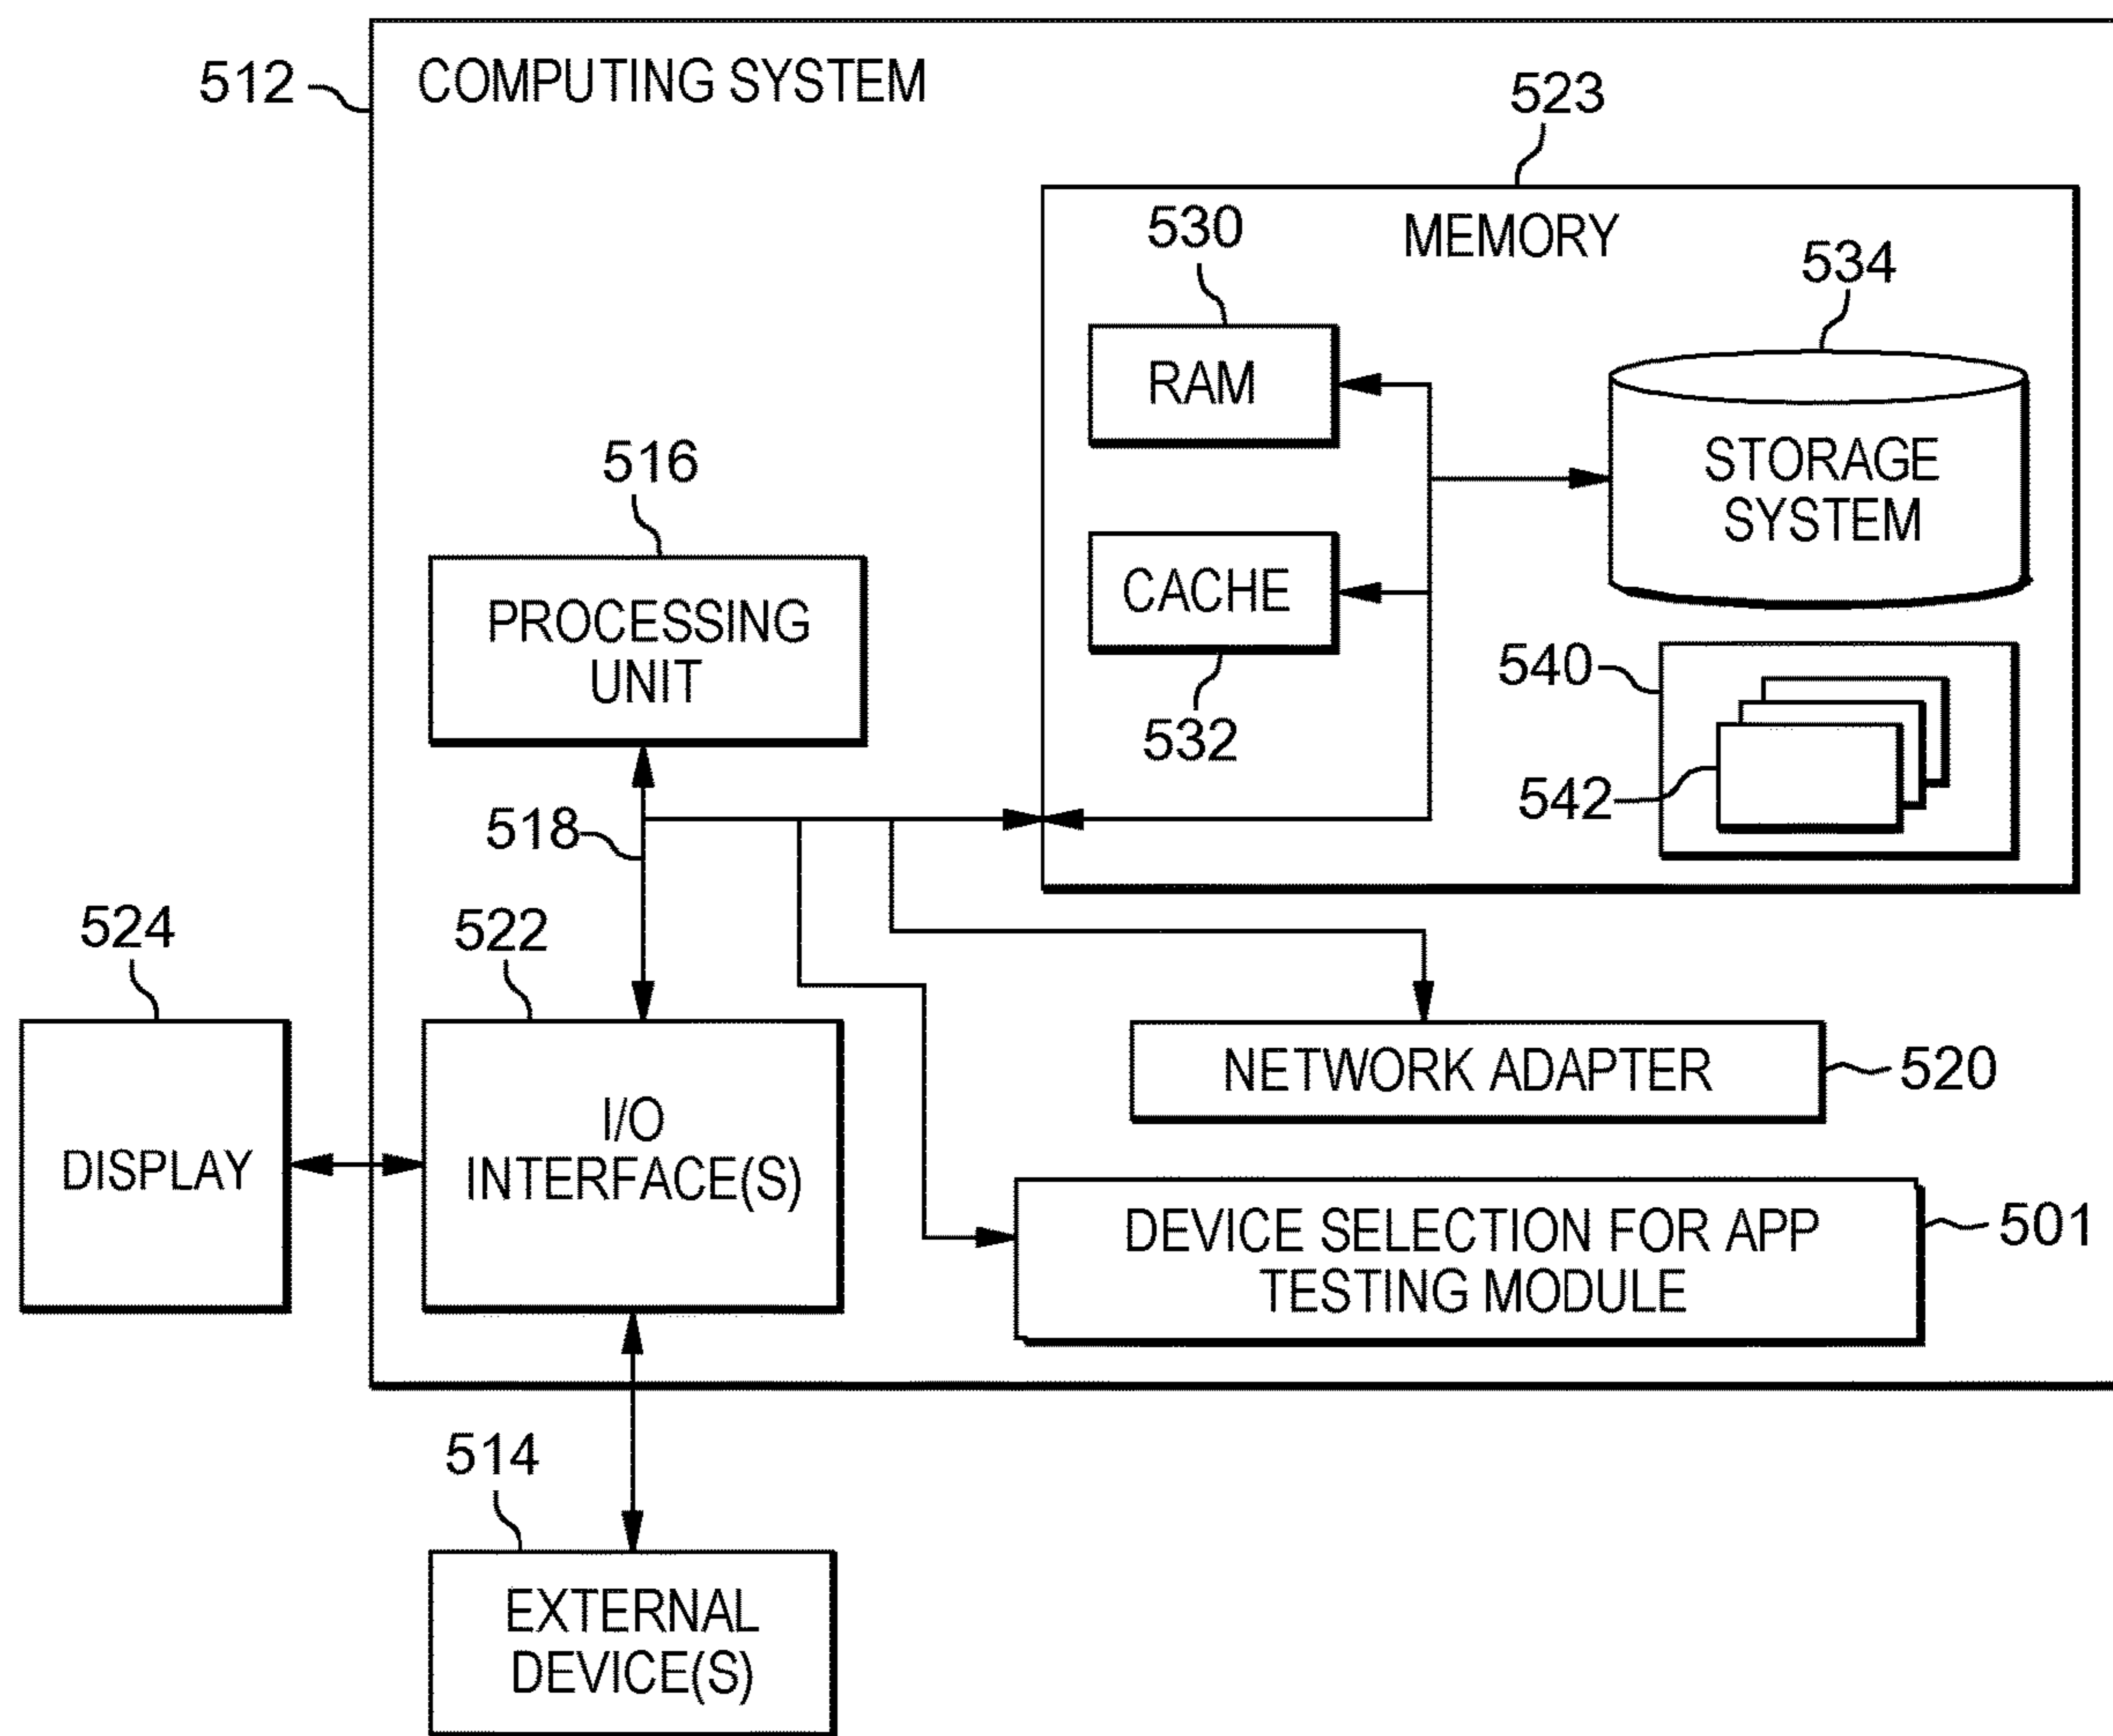 512
COMPUTING SYSTEM
523
530
MEMORY
534
RAM
STORAGE
SYSTEM
516
PROCESSING
UNIT
CACHE
532
540
542
518
524
522
DISPLAY
I/O
INTERFACE(S)
NETWORK ADAPTER
520
DEVICE SELECTION FOR APP
TESTING MODULE
501
514
EXTERNAL
DEVICE(S)